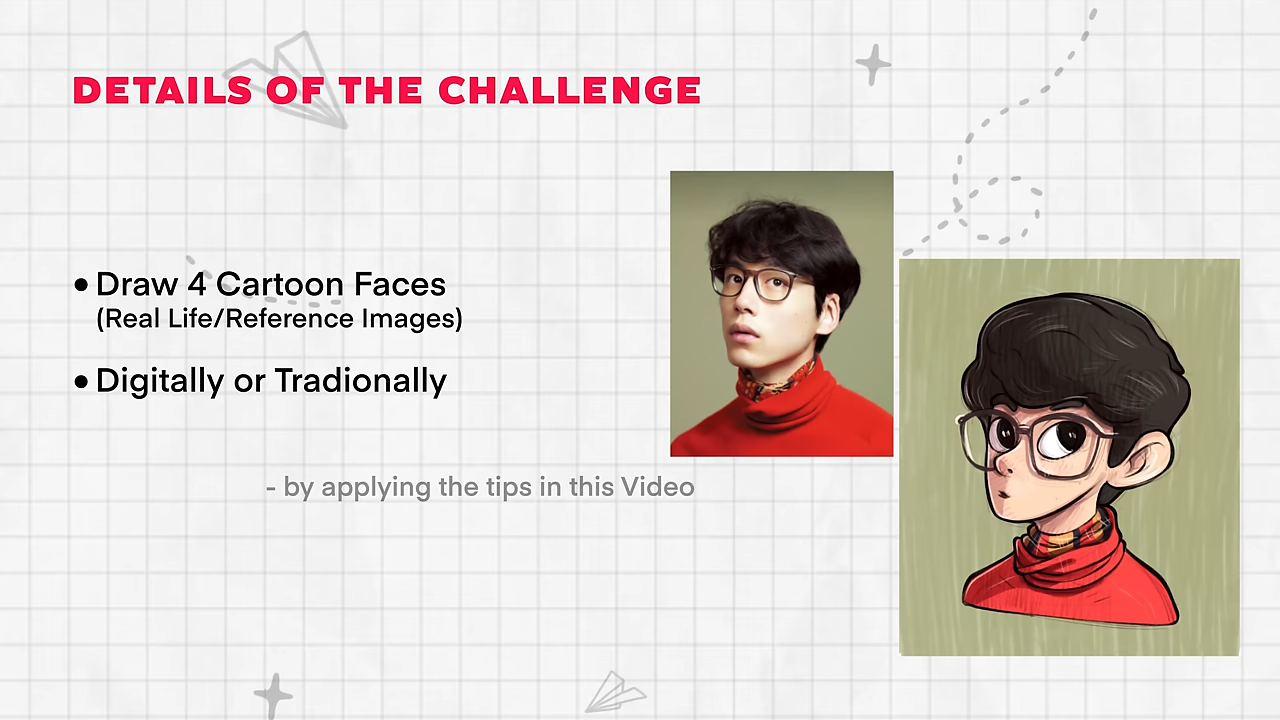 DETAILS OF THE CHALLENGE
• Draw 4 Cartoon Faces
(Real Life/Reference Images)
• Digitally or Tradionally
- by applying the tips in this Video